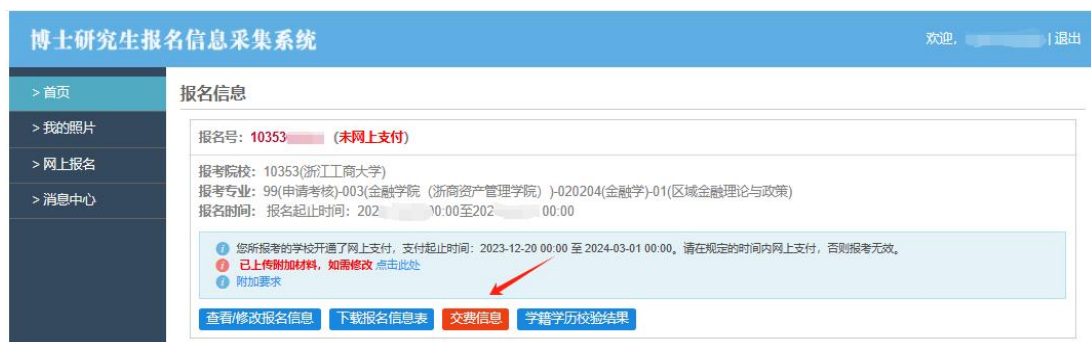 博士研究生报名信息采集系统
欢迎, | 退出
> 首页
> 我的照片
> 网上报名
> 消息中心
报名信息
报名号：10353 (未网上支付)
报考院校：10353(浙江工商大学)
报考专业：99(申请考核)-003(金融学院（浙商资产管理学院）)-020204(金融学)-01(区域金融理论与政策)
报名时间：报名起止时间：202 0:00至202 00:00
您所报考的学校开通了网上支付，支付起止时间：2023-12-20 00:00 至 2024-03-01 00:00。请在规定的时间内网上支付，否则报考无效。
已上传附加材料，如需修改 点击此处
附加要求
查看/修改报名信息 下载报名信息表 交费信息 学籍学历校验结果